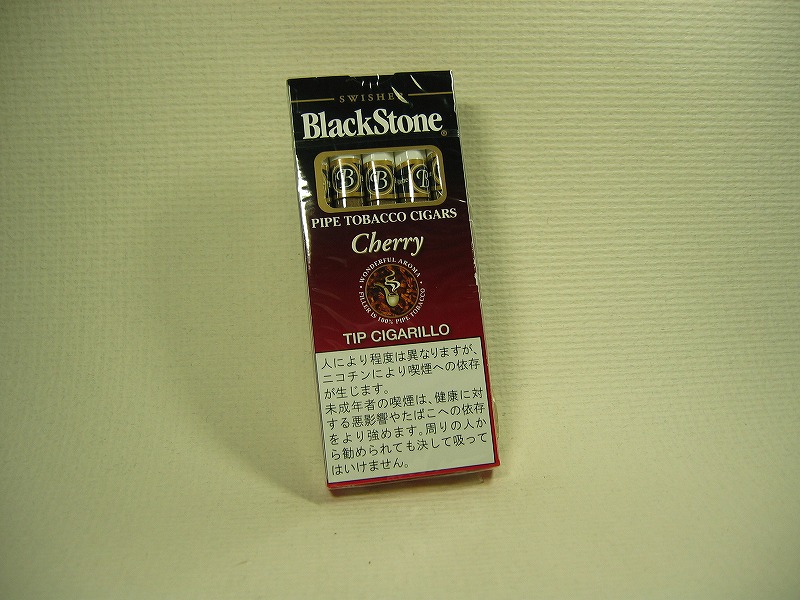 SWISHER
BlackStone®
B B B
PIPE TOBACCO CIGARS
Cherry
• WONDERFUL AROMA •
FILLER IS 100% PIPE TOBACCO
TIP CIGARILLO
人により程度は異なりますが、
ニコチンにより喫煙への依存
が生じます。
未成年者の喫煙は、健康に対
する悪影響やたばこへの依存
をより強めます。周りの人か
ら勧められても決して吸って
はいけません。